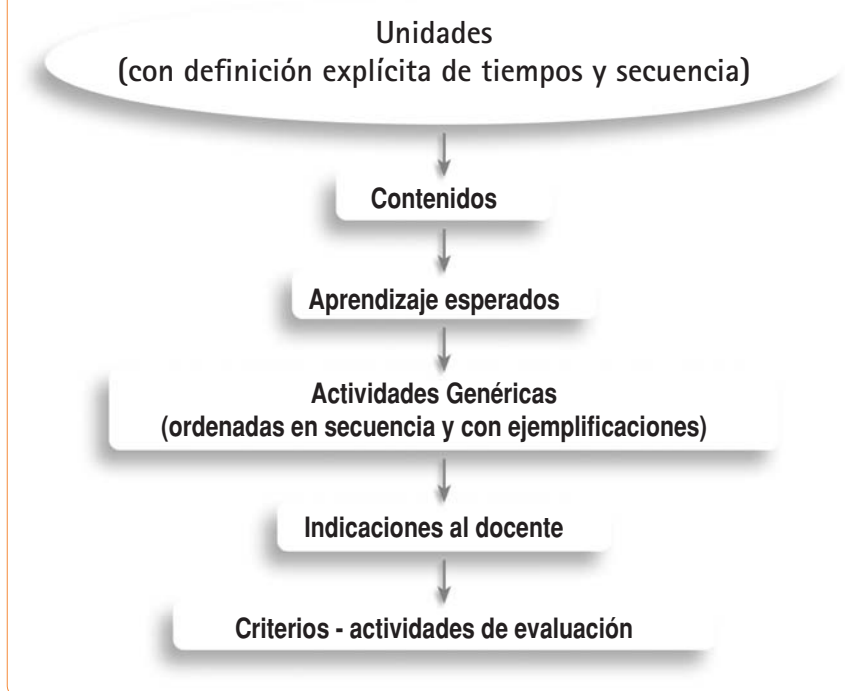 Unidades
(con definición explícita de tiempos y secuencia)
Contenidos
Aprendizaje esperados
Actividades Genéricas
(ordenadas en secuencia y con ejemplificaciones)
Indicaciones al docente
Criterios - actividades de evaluación